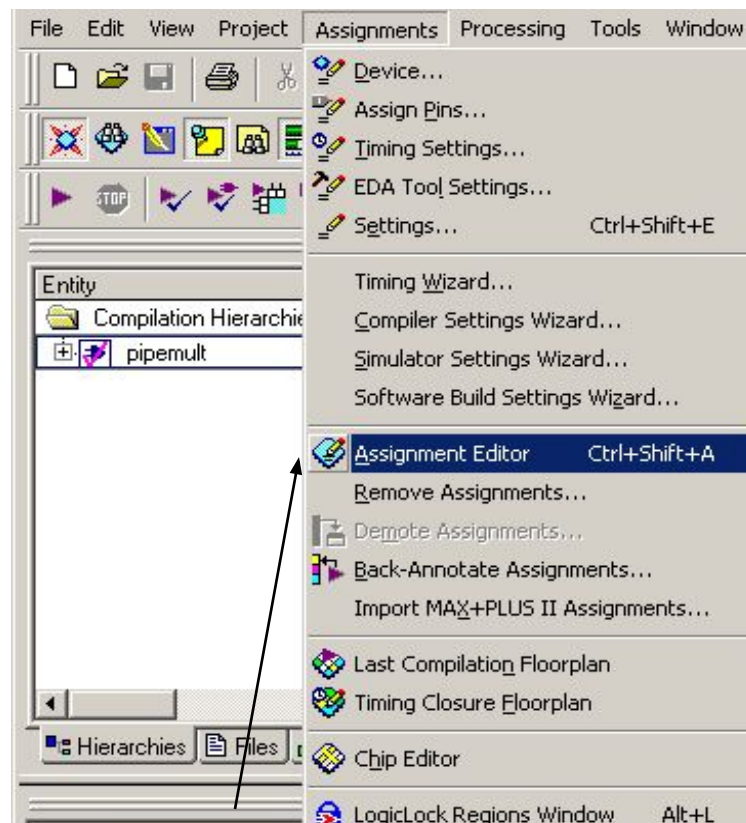 File Edit View Project Assignments Processing Tools Window
Device...
Assign Pins...
Timing Settings...
STOP
EDA Tool Settings...
Settings... Ctrl+Shift+E
Entity
Timing Wizard...
Compilation Hierarchie
Compiler Settings Wizard...
pipemult
Simulator Settings Wizard...
Software Build Settings Wizard...
Assignment Editor Ctrl+Shift+A
Remove Assignments...
Demote Assignments...
Back-Annotate Assignments...
Import MAX+PLUS II Assignments...
Last Compilation Floorplan
Timing Closure Floorplan
Hierarchies Files
Chip Editor
LogicLock Regions Window Alt+L